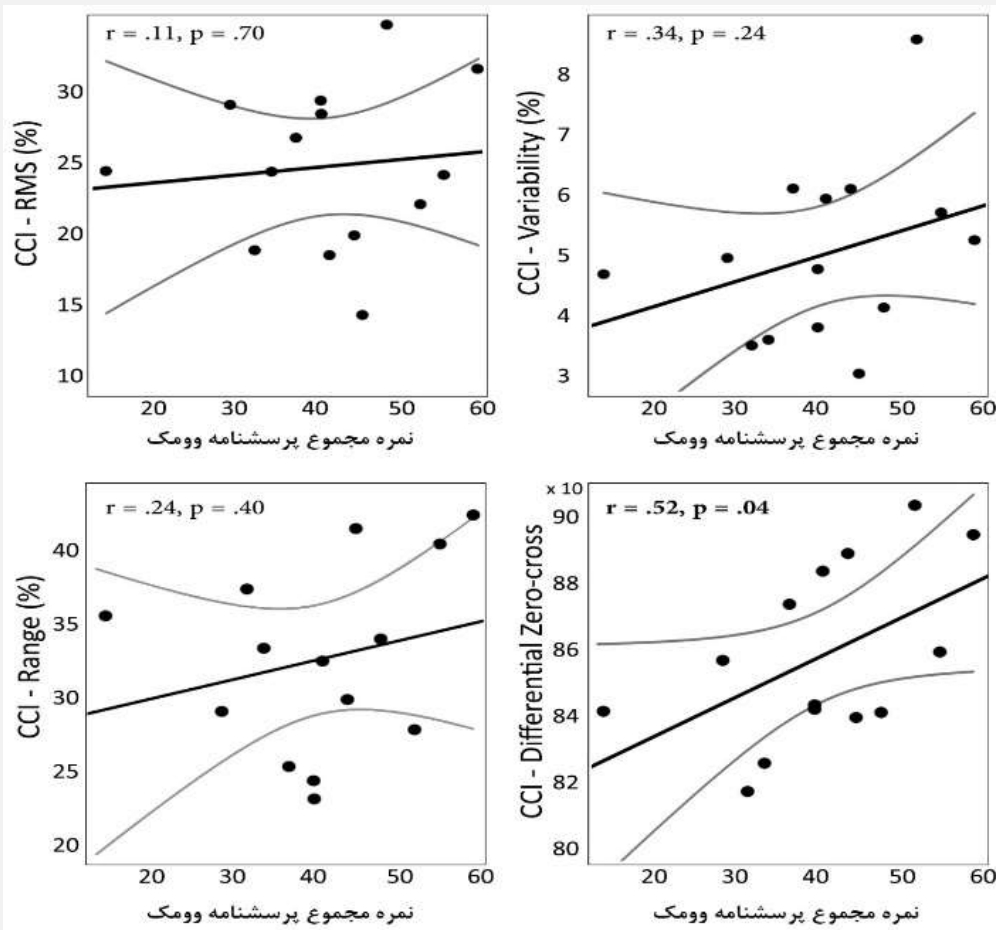 r = .11, p = .70
CCI - RMS (%)
30
25
20
15
10
20 30 40 50 60
نمره مجموع پرسشنامه وومک
r = .34, p = .24
CCI - Variability (%)
8
7
6
5
4
3
20 30 40 50 60
نمره مجموع پرسشنامه وومک
r = .24, p = .40
CCI - Range (%)
40
35
30
25
20
20 30 40 50 60
نمره مجموع پرسشنامه وومک
x 10
r = .52, p = .04
CCI - Differential Zero-cross
90
88
86
84
82
80
20 30 40 50 60
نمره مجموع پرسشنامه وومک